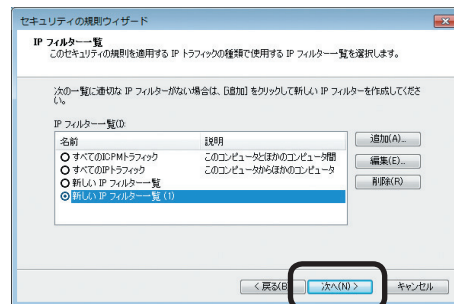 セキュリティの規則ウィザード
IP フィルター一覧
このセキュリティの規則を適用する IP トラフィックの種類で使用する IP フィルター一覧を選択します。
次の一覧に適切な IP フィルターがない場合は、[追加] をクリックして新しい IP フィルターを作成してくださ
い。
IP フィルター一覧(I):
名前 説明
すべてのICPMトラフィック このコンピュータとほかのコンピュータ間
すべてのIPトラフィック このコンピュータからほかのコンピュータ
新しい IP フィルター一覧
新しい IP フィルター一覧 (1)
追加(A)...
編集(E)...
削除(R)
< 戻る(B)
次へ(N) >
キャンセル